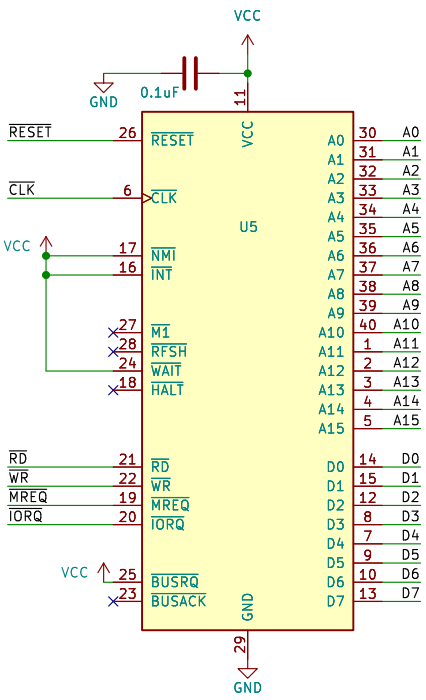 VCC
0.1uF
GND
11
VCC
RESET 26 RESET A0 30 A0
A1 31 A1
A2 32 A2
CLK 6 CLK A3 33 A3
A4 34 A4
U5
A5 35 A5
VCC 17 NMI A6 36 A6
16 INT A7 37 A7
A8 38 A8
A9 39 A9
27 M1 A10 40 A10
28 RFSH A11 1 A11
24 WAIT A12 2 A12
18 HALT A13 3 A13
A14 4 A14
A15 5 A15
RD 21 RD D0 14 D0
WR 22 WR D1 15 D1
MREQ 19 MREQ D2 12 D2
IORQ 20 IORQ D3 8 D3
D4 7 D4
D5 9 D5
VCC 25 BUSRQ D6 10 D6
23 BUSACK D7 13 D7
GND
29
GND